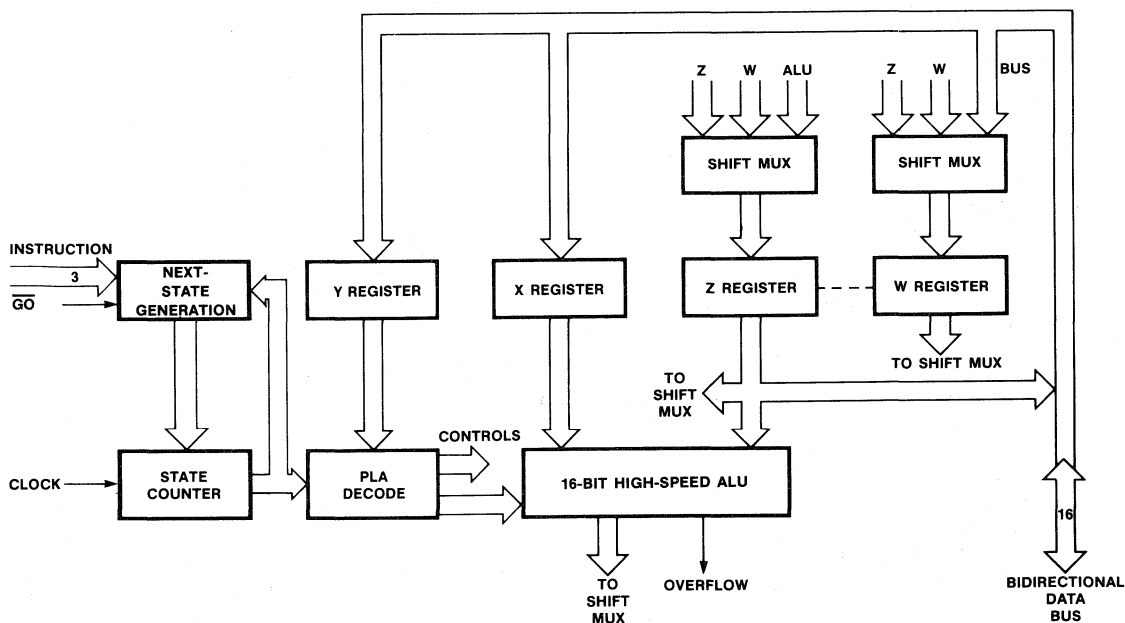 Z W ALU
Z W BUS
SHIFT MUX
SHIFT MUX
INSTRUCTION
3
GO
NEXT-
STATE
GENERATION
Y REGISTER
X REGISTER
Z REGISTER
W REGISTER
TO SHIFT MUX
TO
SHIFT
MUX
CONTROLS
CLOCK
STATE
COUNTER
PLA
DECODE
16-BIT HIGH-SPEED ALU
16
TO
SHIFT
MUX
OVERFLOW
BIDIRECTIONAL
DATA
BUS